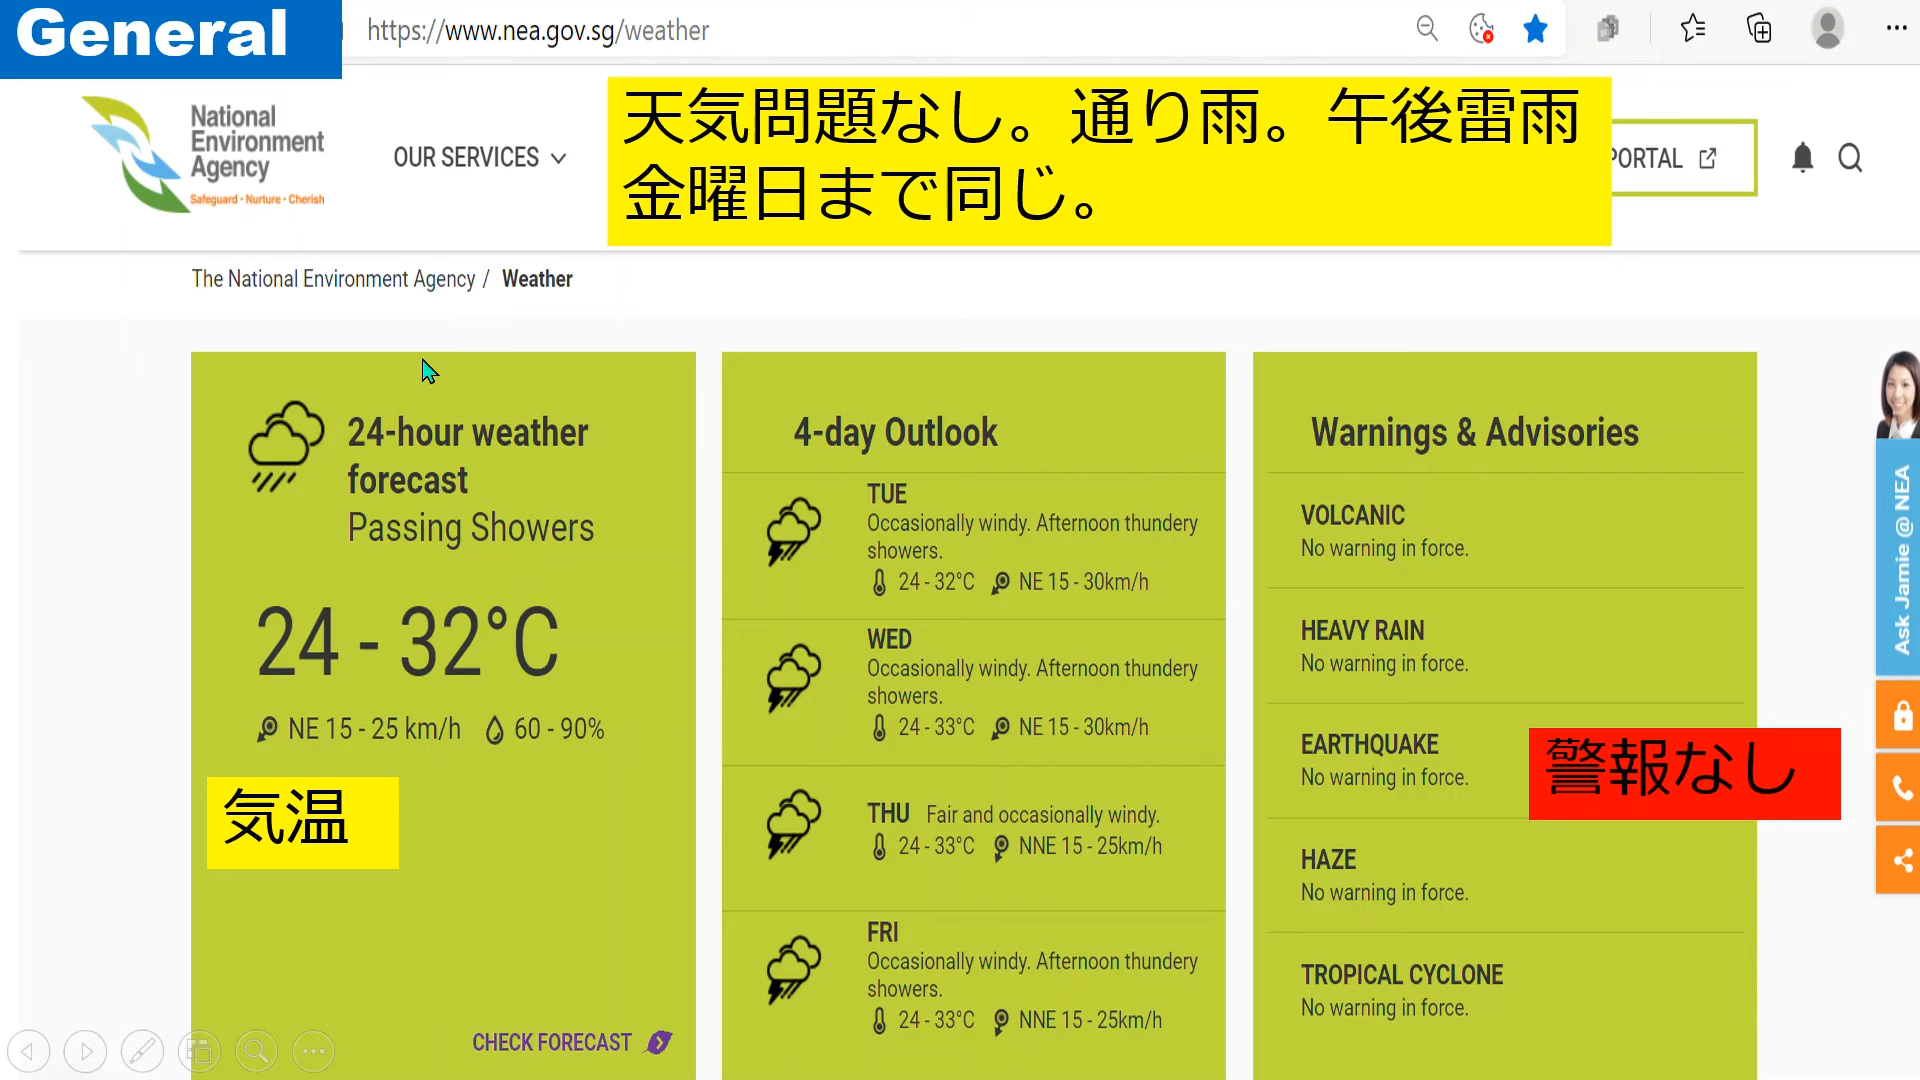 General
https://www.nea.gov.sg/weather
National
Environment
Agency
Safeguard · Nurture · Cherish
OUR SERVICES
天気問題なし。通り雨。午後雷雨
金曜日まで同じ。
PORTAL
The National Environment Agency / Weather
24-hour weather
forecast
Passing Showers
24 - 32°C
NE 15 - 25 km/h 60 - 90%
気温
CHECK FORECAST
4-day Outlook
TUE
Occasionally windy. Afternoon thundery
showers.
24 - 32°C NE 15 - 30km/h
WED
Occasionally windy. Afternoon thundery
showers.
24 - 33°C NE 15 - 30km/h
THU Fair and occasionally windy.
24 - 33°C NNE 15 - 25km/h
FRI
Occasionally windy. Afternoon thundery
showers.
24 - 33°C NNE 15 - 25km/h
Warnings & Advisories
VOLCANIC
No warning in force.
HEAVY RAIN
No warning in force.
EARTHQUAKE
No warning in force.
警報なし
HAZE
No warning in force.
TROPICAL CYCLONE
No warning in force.
Ask Jamie @ NEA